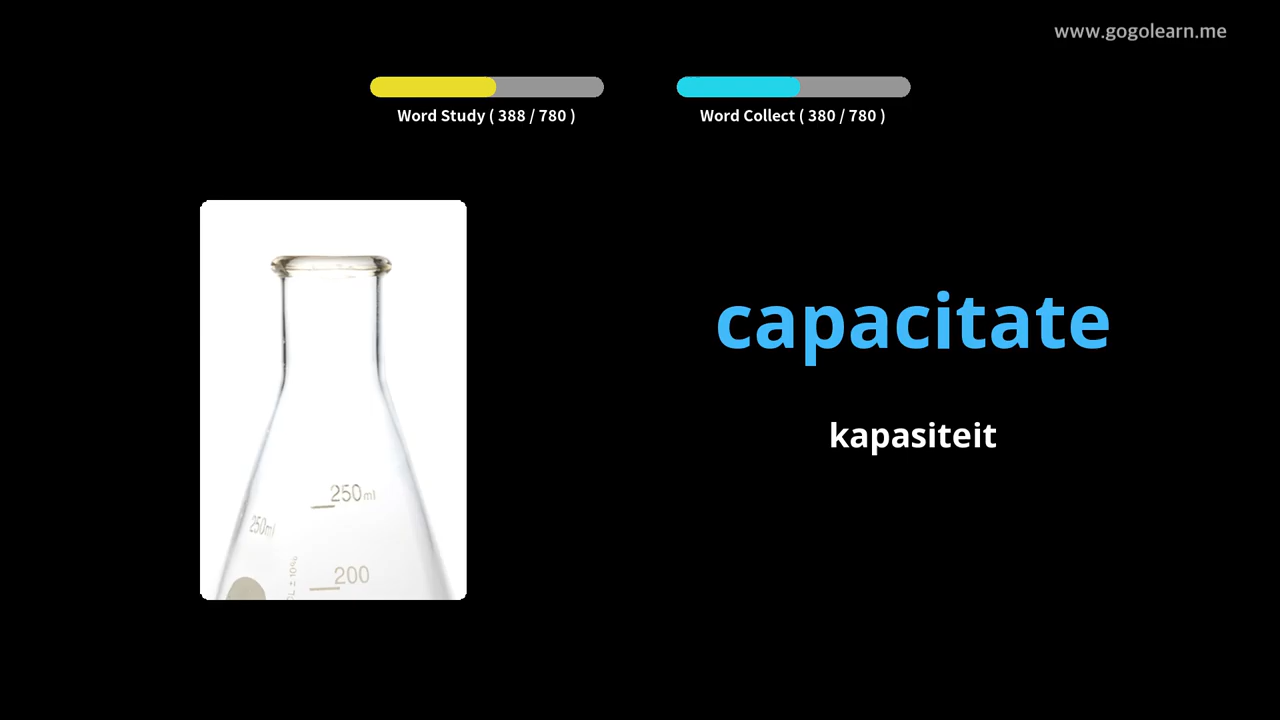 www.gogolearn.me
Word Study ( 388 / 780 )
Word Collect ( 380 / 780 )
capacitate
kapasiteit
250ml
250ml
200